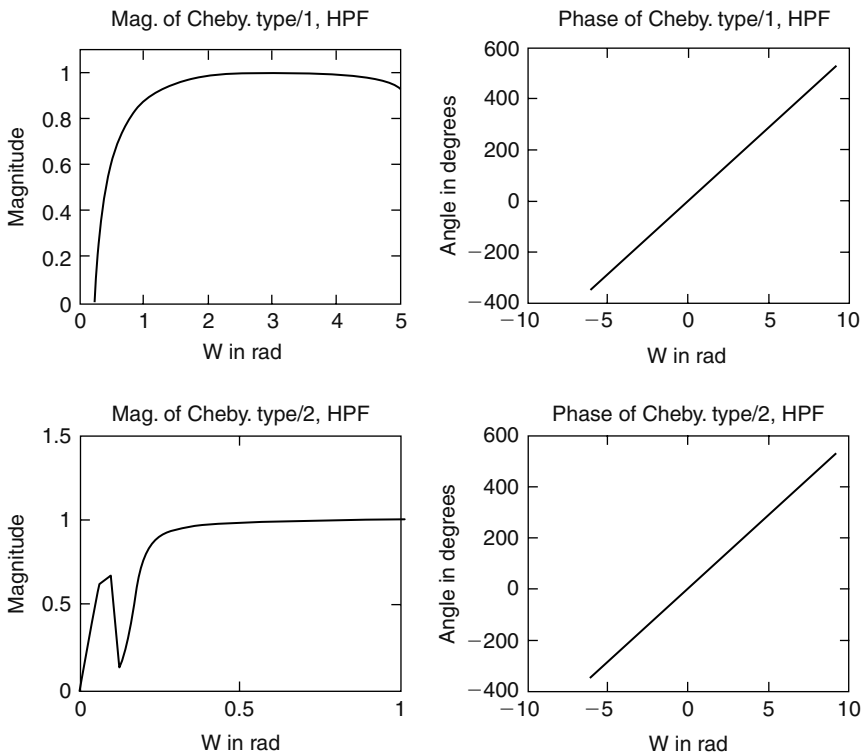 Mag. of Cheby. type/1, HPF
Magnitude
1
0.8
0.6
0.4
0.2
0
0 1 2 3 4 5
W in rad
Phase of Cheby. type/1, HPF
Angle in degrees
600
400
200
0
−200
−400
−10 −5 0 5 10
W in rad
Mag. of Cheby. type/2, HPF
Magnitude
1.5
1
0.5
0
0 0.5 1
W in rad
Phase of Cheby. type/2, HPF
Angle in degrees
600
400
200
0
−200
−400
−10 −5 0 5 10
W in rad